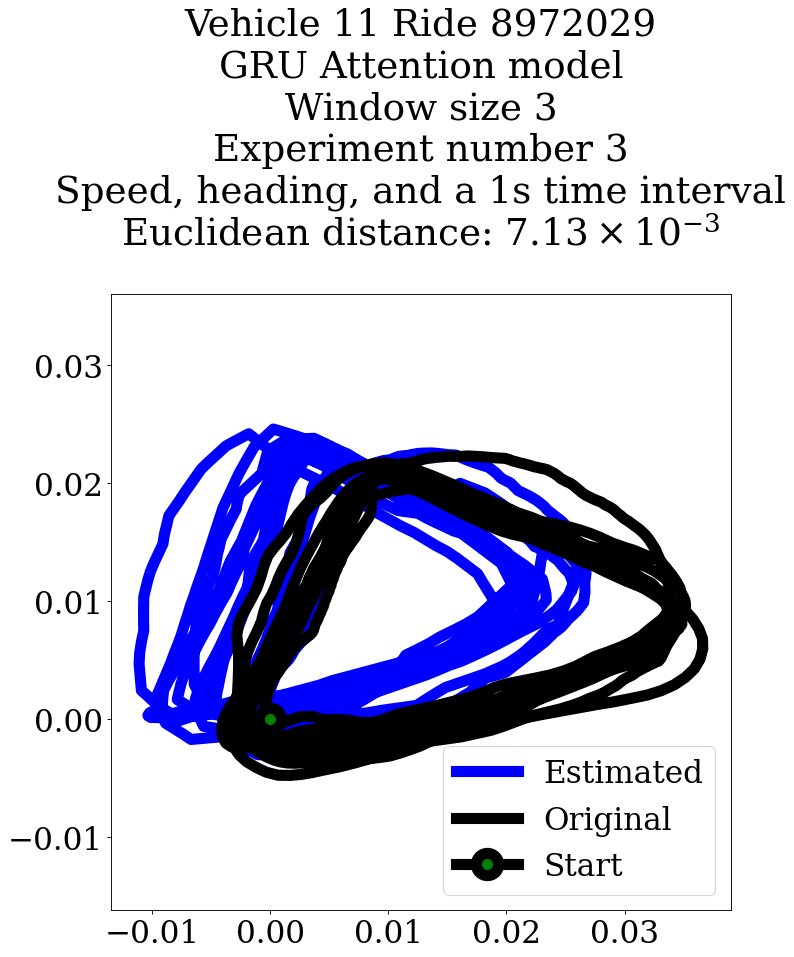 Vehicle 11 Ride 8972029
GRU Attention model
Window size 3
Experiment number 3
Speed, heading, and a 1s time interval
Euclidean distance: 7.13 × 10⁻³
0.03
0.02
0.01
0.00
−0.01
Estimated
Original
Start
−0.01 0.00 0.01 0.02 0.03